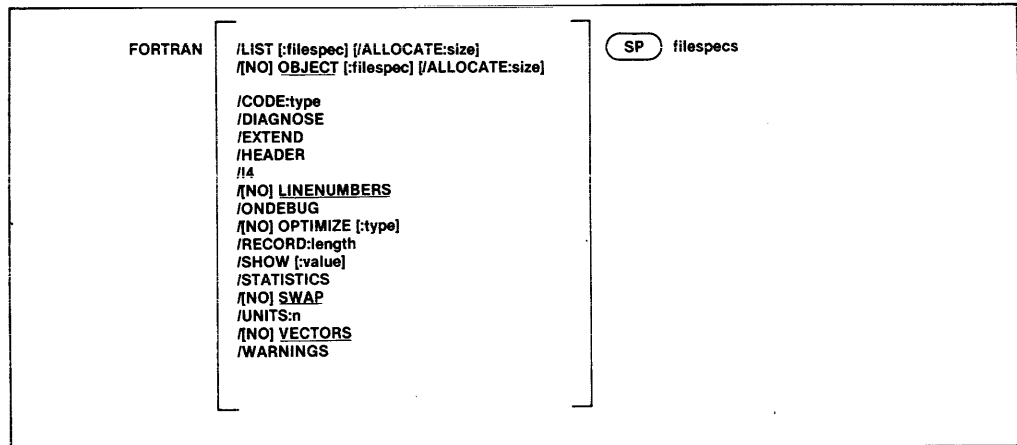 FORTRAN /LIST [:filespec] [/ALLOCATE:size] SP filespecs
/[NO] OBJECT [:filespec] [/ALLOCATE:size]
/CODE:type
/DIAGNOSE
/EXTEND
/HEADER
/I4
/[NO] LINENUMBERS
/ONDEBUG
/[NO] OPTIMIZE [:type]
/RECORD:length
/SHOW [:value]
/STATISTICS
/[NO] SWAP
/UNITS:n
/[NO] VECTORS
/WARNINGS